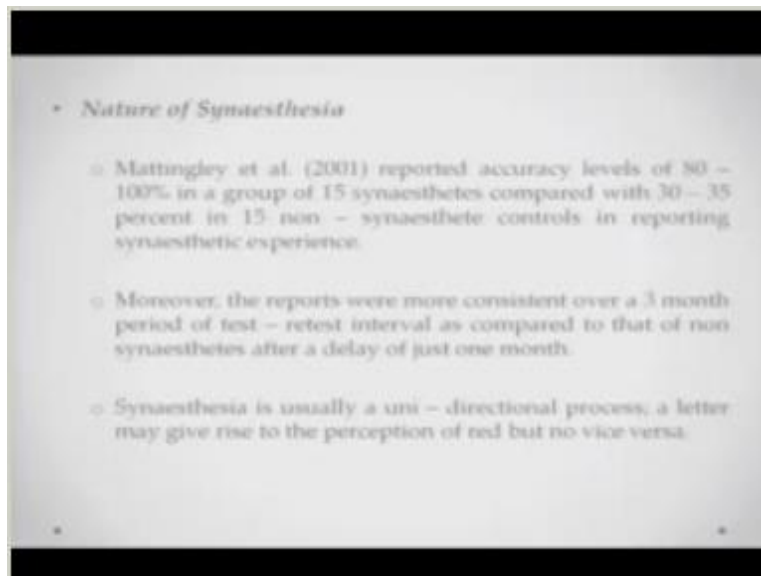 • Nature of Synaesthesia
o Mattingley et al. (2001) reported accuracy levels of 80 –
100% in a group of 15 synaesthetes compared with 30 – 35
percent in 15 non – synaesthete controls in reporting
synaesthetic experience.
o Moreover, the reports were more consistent over a 3 month
period of test – retest interval as compared to that of non
synaesthetes after a delay of just one month.
o Synaesthesia is usually a uni – directional process; a letter
may give rise to the perception of red but no vice versa.